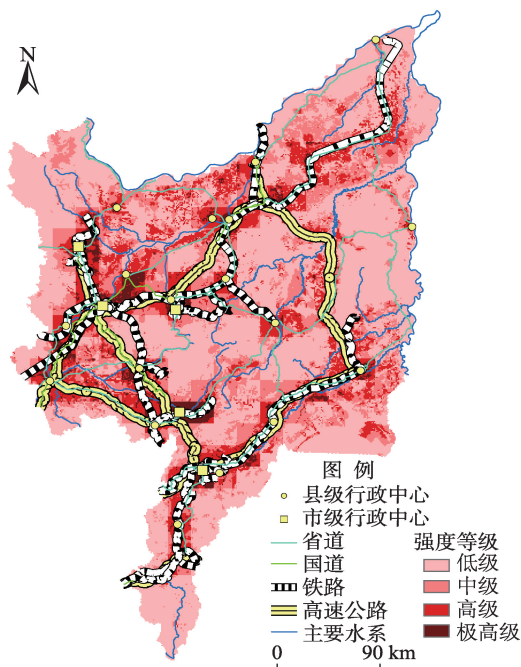 N
图 例
县级行政中心
市级行政中心
省道
国道
铁路
高速公路
主要水系
强度等级
低级
中级
高级
极高级
0 90 km